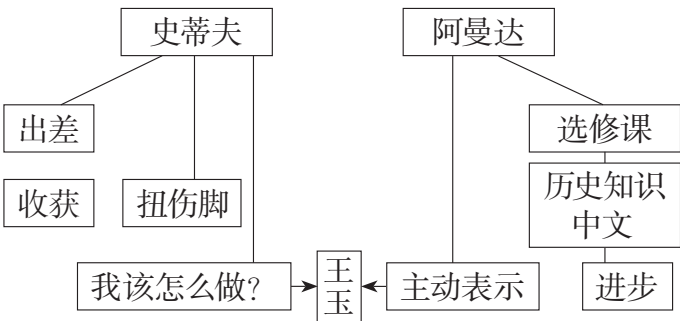 史蒂夫
阿曼达
出差
选修课
收获
扭伤脚
历史知识
中文
我该怎么做？
王
玉
主动表示
进步